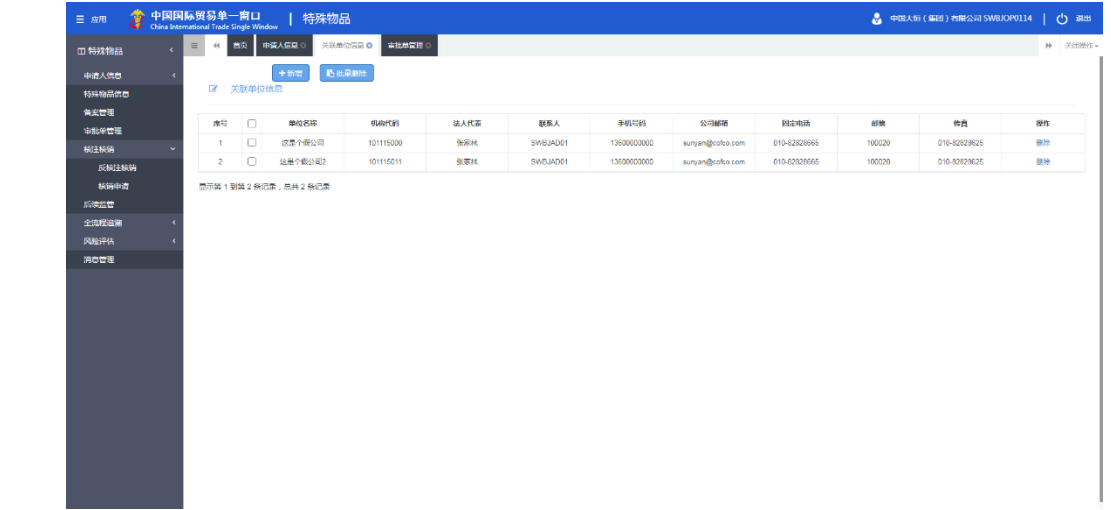 应用
中国国际贸易单一窗口
China International Trade Single Window
特殊物品
中国大恒（集团）有限公司 SWBJOP0114
退出
特殊物品
首页 申请人信息 关联单位信息 审批单管理
关闭操作
申请人信息
特殊物品信息
备案管理
审批单管理
核注核销
反核注核销
核销申请
后续监管
全流程追溯
风险评估
消息管理
新增 批量删除
关联单位信息
序号 单位名称 机构代码 法人代表 联系人 手机号码 公司邮箱 固定电话 邮编 传真 操作
1 这是个假公司 101115000 张家林 SWBJAD01 13600000000 sunyan@cofco.com 010-82828665 100020 010-82828625 删除
2 这是个假公司2 101115011 张家林 SWBJAD01 13600000000 sunyan@cofco.com 010-82828665 100020 010-82828625 删除
显示第 1 到第 2 条记录，总共 2 条记录